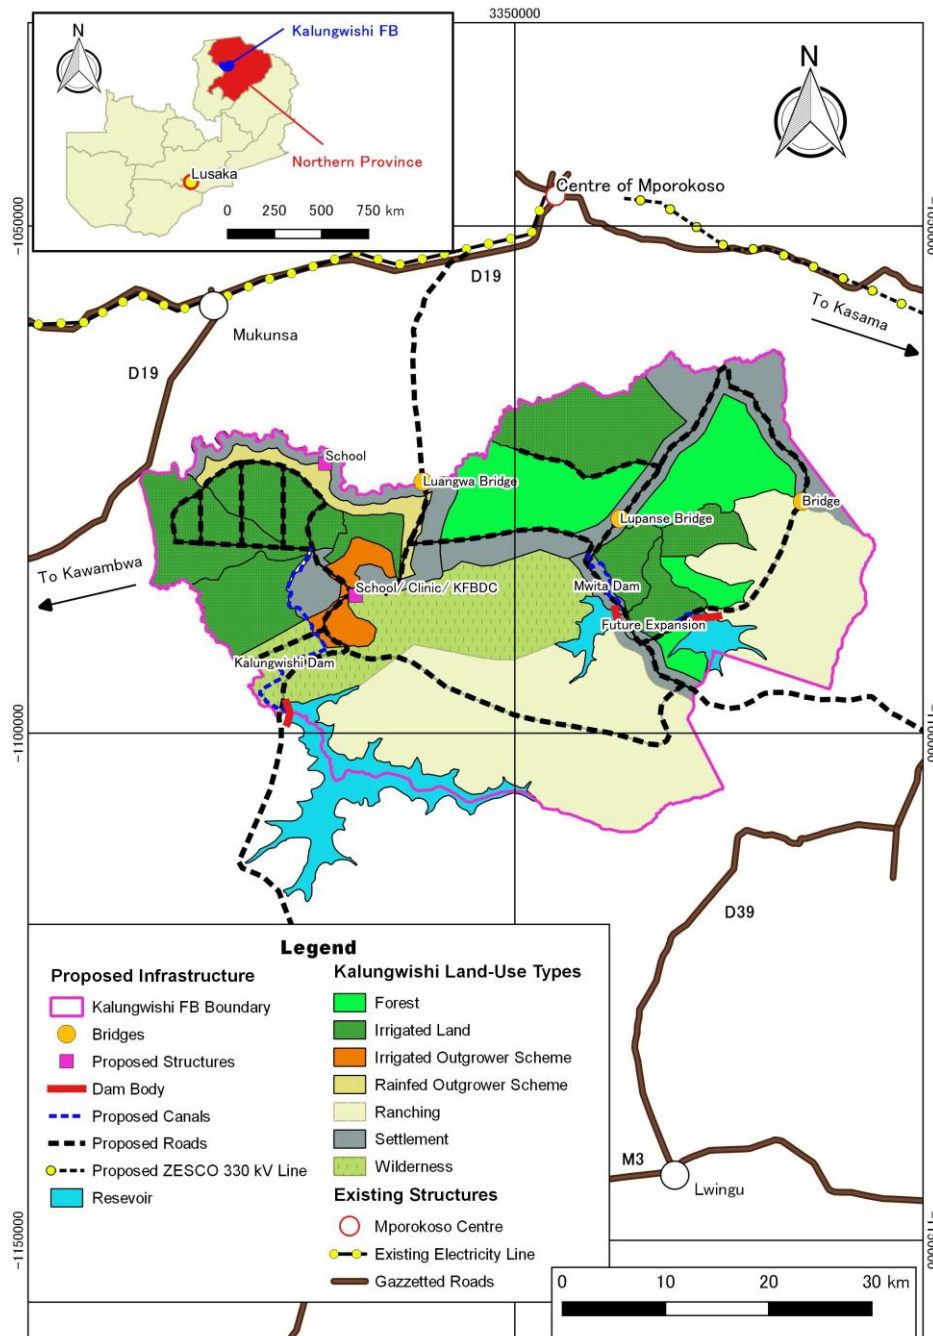 3350000
N
Kalungwishi FB
Northern Province
Lusaka
0 250 500 750 km
N
Centre of Mporokoso
-1050000
-1050000
D19
To Kasama
Mukunsa
D19
School
Luangwa Bridge
Bridge
Lupanse Bridge
To Kawambwa
School/Clinic/KFBDC
Mwita Dam
Future Expansion
Kalungwishi Dam
-1100000
-1100000
D39
M3
Lwingu
-1150000
-1150000
Legend
Proposed Infrastructure
Kalungwishi FB Boundary
Bridges
Proposed Structures
Dam Body
Proposed Canals
Proposed Roads
Proposed ZESCO 330 kV Line
Resevoir
Kalungwishi Land-Use Types
Forest
Irrigated Land
Irrigated Outgrower Scheme
Rainfed Outgrower Scheme
Ranching
Settlement
Wilderness
Existing Structures
Mporokoso Centre
Existing Electricity Line
Gazzetted Roads
0 10 20 30 km